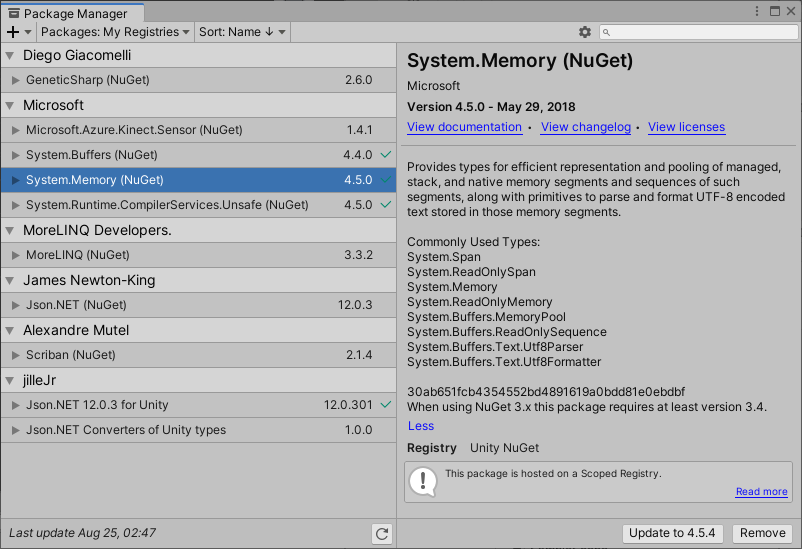 Package Manager
Packages: My Registries
Sort: Name ↓
Diego Giacomelli
GeneticSharp (NuGet) 2.6.0
Microsoft
Microsoft.Azure.Kinect.Sensor (NuGet) 1.4.1
System.Buffers (NuGet) 4.4.0
System.Memory (NuGet) 4.5.0
System.Runtime.CompilerServices.Unsafe (NuGet) 4.5.0
MoreLINQ Developers.
MoreLINQ (NuGet) 3.3.2
James Newton-King
Json.NET (NuGet) 12.0.3
Alexandre Mutel
Scriban (NuGet) 2.1.4
jilleJr
Json.NET 12.0.3 for Unity 12.0.301
Json.NET Converters of Unity types 1.0.0
Last update Aug 25, 02:47
System.Memory (NuGet)
Microsoft
Version 4.5.0 - May 29, 2018
View documentation • View changelog • View licenses
Provides types for efficient representation and pooling of managed,
stack, and native memory segments and sequences of such
segments, along with primitives to parse and format UTF-8 encoded
text stored in those memory segments.
Commonly Used Types:
System.Span
System.ReadOnlySpan
System.Memory
System.ReadOnlyMemory
System.Buffers.MemoryPool
System.Buffers.ReadOnlySequence
System.Buffers.Text.Utf8Parser
System.Buffers.Text.Utf8Formatter
30ab651fcb4354552bd4891619a0bdd81e0ebdbf
When using NuGet 3.x this package requires at least version 3.4.
Less
Registry Unity NuGet
This package is hosted on a Scoped Registry.
Read more
Update to 4.5.4
Remove